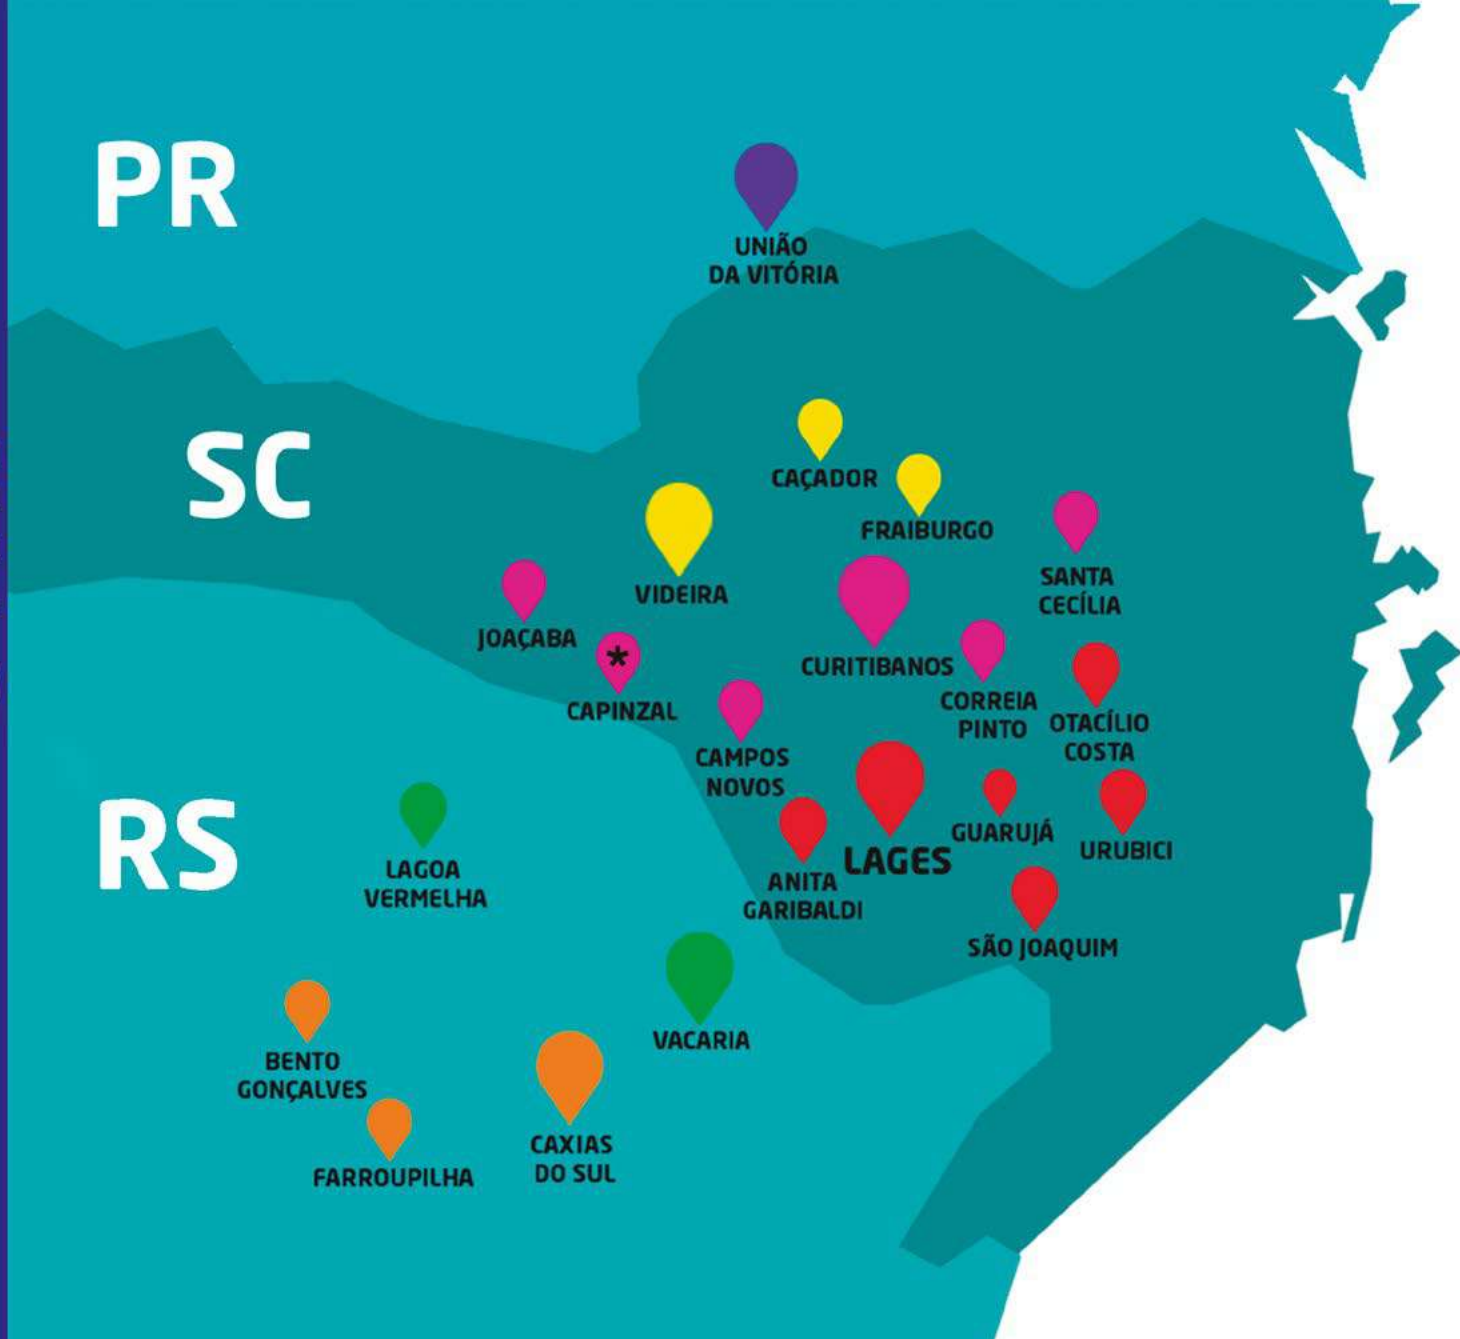 PR
UNIÃO
DA VITÓRIA
SC
CAÇADOR
FRAIBURGO
VIDEIRA
SANTA
CECÍLIA
JOAÇABA
CURITIBANOS
*
CAPINZAL
CORREIA
PINTO
OTACÍLIO
COSTA
CAMPOS
NOVOS
RS
GUARUJÁ
URUBICI
LAGES
LAGOA
VERMELHA
ANITA
GARIBALDI
SÃO JOAQUIM
VACARIA
BENTO
GONÇALVES
CAXIAS
DO SUL
FARROUPILHA